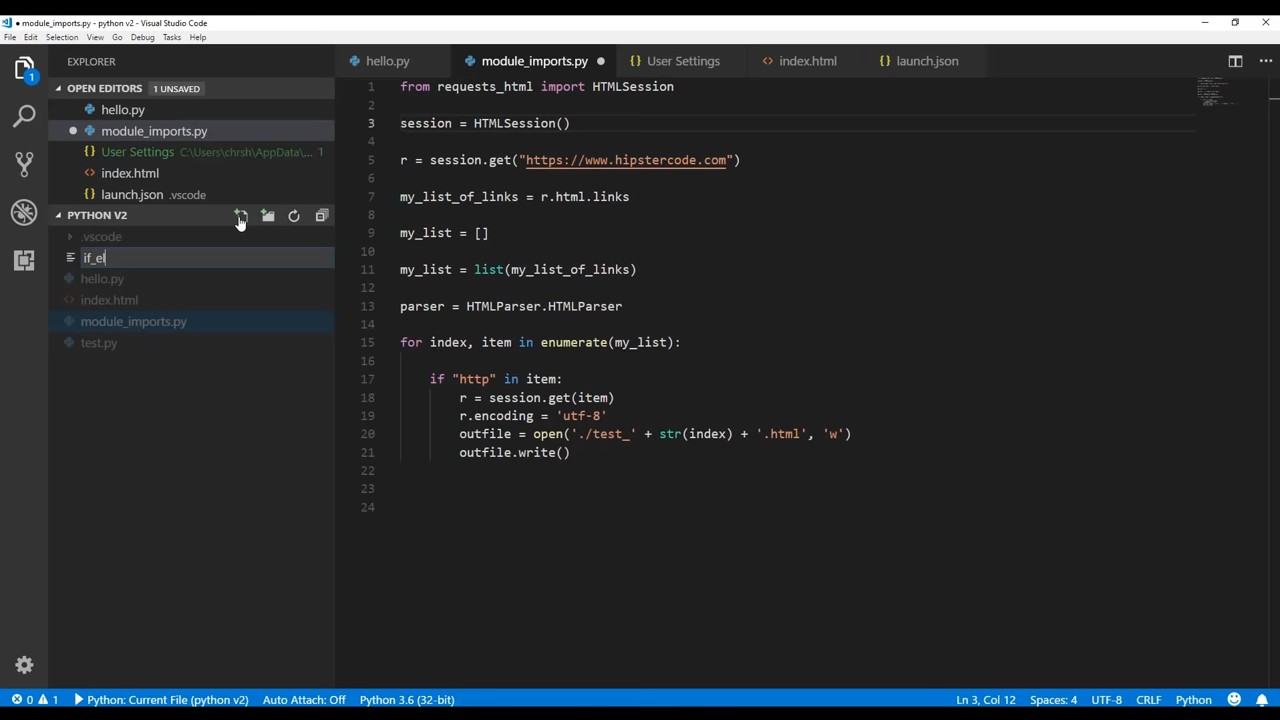 ● module_imports.py - python v2 - Visual Studio Code
File Edit Selection View Go Debug Tasks Help
EXPLORER
hello.py
module_imports.py ●
{} User Settings
<> index.html
{} launch.json
1
OPEN EDITORS 1 UNSAVED
hello.py
● module_imports.py
{} User Settings C:\Users\chrsh\AppData\... 1
<> index.html
{} launch.json .vscode
PYTHON V2
.vscode
if_el
hello.py
<> index.html
module_imports.py
test.py
1 from requests_html import HTMLSession
2
3 session = HTMLSession()
4
5 r = session.get("https://www.hipstercode.com")
6
7 my_list_of_links = r.html.links
8
9 my_list = []
10
11 my_list = list(my_list_of_links)
12
13 parser = HTMLParser.HTMLParser
14
15 for index, item in enumerate(my_list):
16
17 if "http" in item:
18 r = session.get(item)
19 r.encoding = 'utf-8'
20 outfile = open('./test_' + str(index) + '.html', 'w')
21 outfile.write()
22
23
24
0 1 Python: Current File (python v2) Auto Attach: Off Python 3.6 (32-bit) Ln 3, Col 12 Spaces: 4 UTF-8 CRLF Python